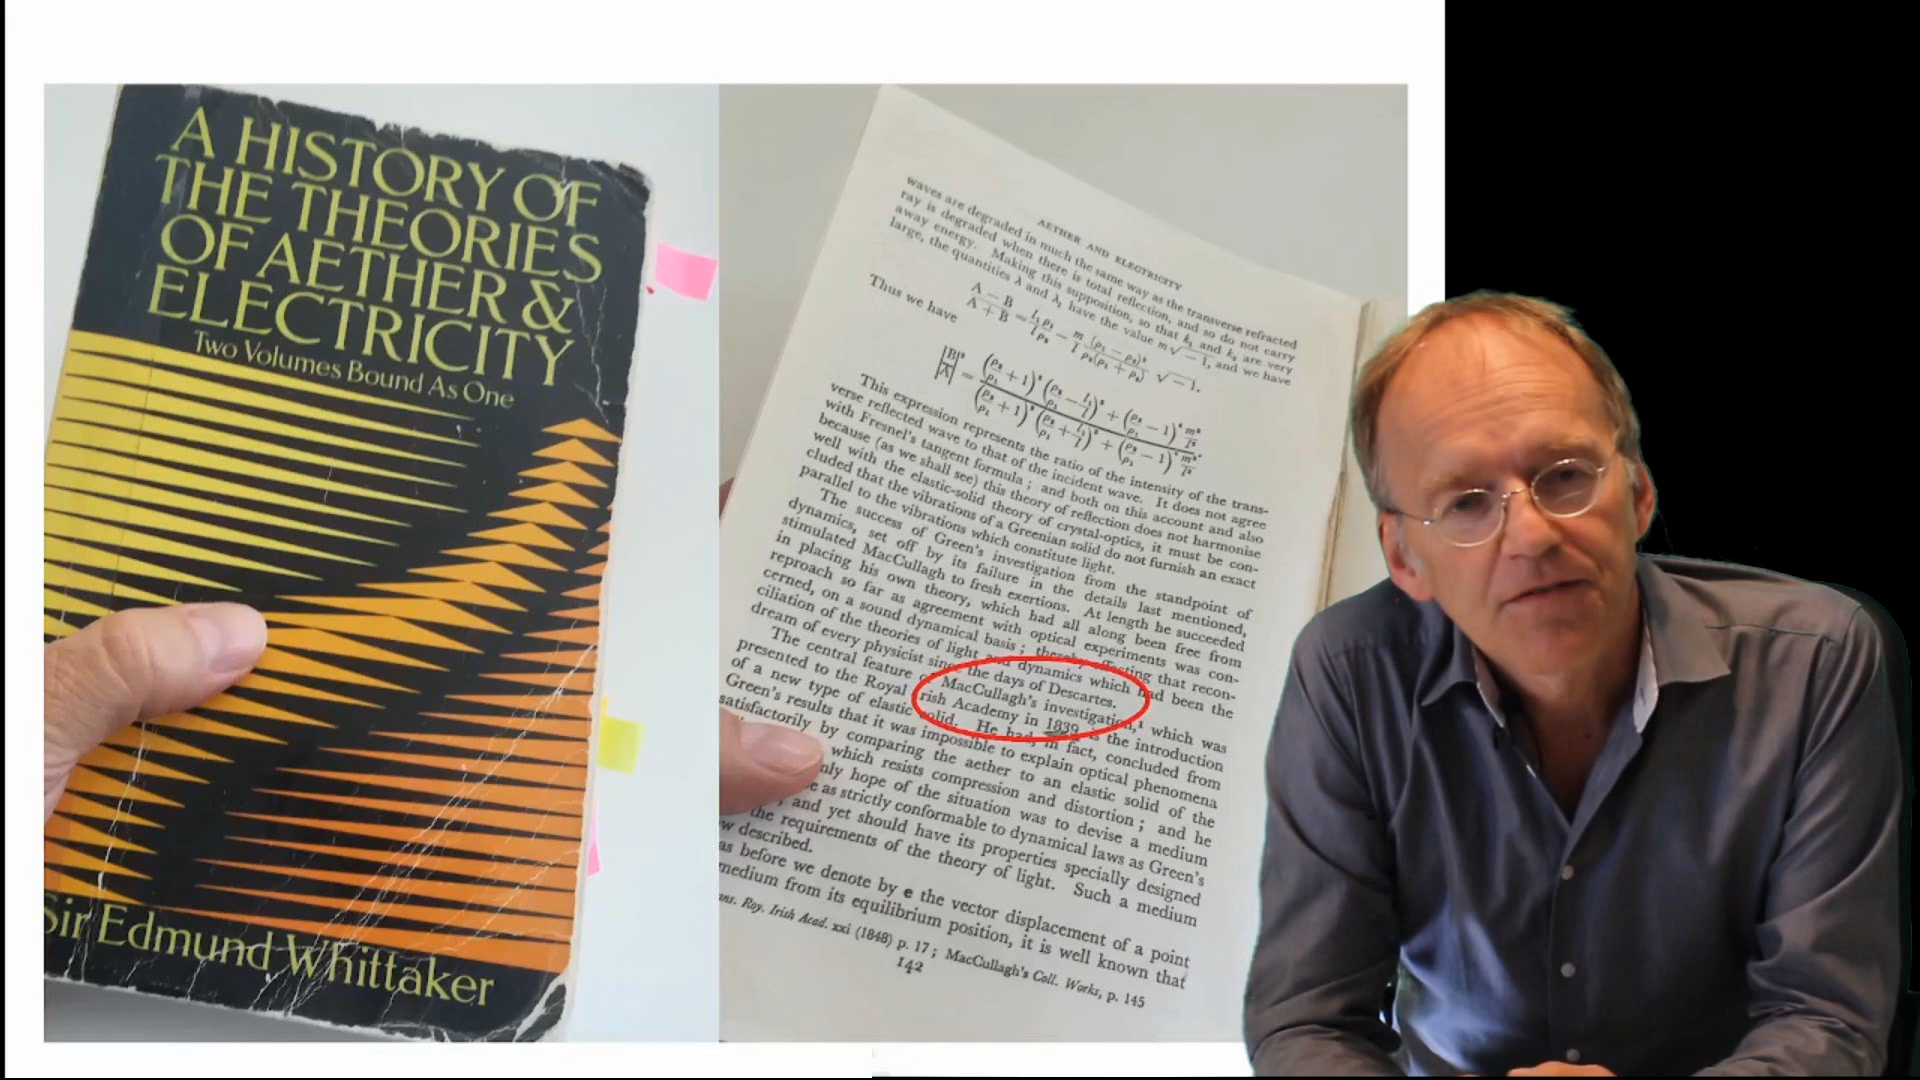 A HISTORY OF
THE THEORIES
OF AETHER &
ELECTRICITY
Two Volumes Bound As One
Sir Edmund Whittaker
AETHER AND ELECTRICITY
waves are degraded in much the same way as the transverse refracted
ray is degraded when there is total reflection, and so do not carry
away energy. Making this supposition, so that k₁ and k₂ are very
large, the quantities λ and λ₁ have the value m√−1, and we have
A − B
A + B
Thus we have
This expression represents the ratio of the intensity of the trans-
verse reflected wave to that of the incident wave. It does not agree
with Fresnel's tangent formula; and both on this account and also
because (as we shall see) this theory of reflection does not harmonise
well with the elastic-solid theory of crystal-optics, it must be con-
cluded that the vibrations of a Greenian solid do not furnish an exact
parallel to the vibrations which constitute light.
The success of Green's investigation from the standpoint of
dynamics, set off by its failure in the details last mentioned,
stimulated MacCullagh to fresh exertions. At length he succeeded
in placing his own theory, which had all along been free from
reproach so far as agreement with optical experiments was con-
cerned, on a sound dynamical basis; thereby effecting that recon-
ciliation of the theories of light and dynamics which had been the
dream of every physicist since the days of Descartes.
The central feature of MacCullagh's investigation,¹ which was
presented to the Royal Irish Academy in 1839, is the introduction
of a new type of elastic solid. He had, in fact, concluded from
Green's results that it was impossible to explain optical phenomena
satisfactorily by comparing the aether to an elastic solid of the
which resists compression and distortion; and he
only hope of the situation was to devise a medium
as strictly conformable to dynamical laws as Green's
and yet should have its properties specially designed
the requirements of the theory of light. Such a medium
w described.
as before we denote by e the vector displacement of a point
medium from its equilibrium position, it is well known that
ans. Roy. Irish Acad. xxi (1848) p. 17; MacCullagh's Coll. Works, p. 145
142